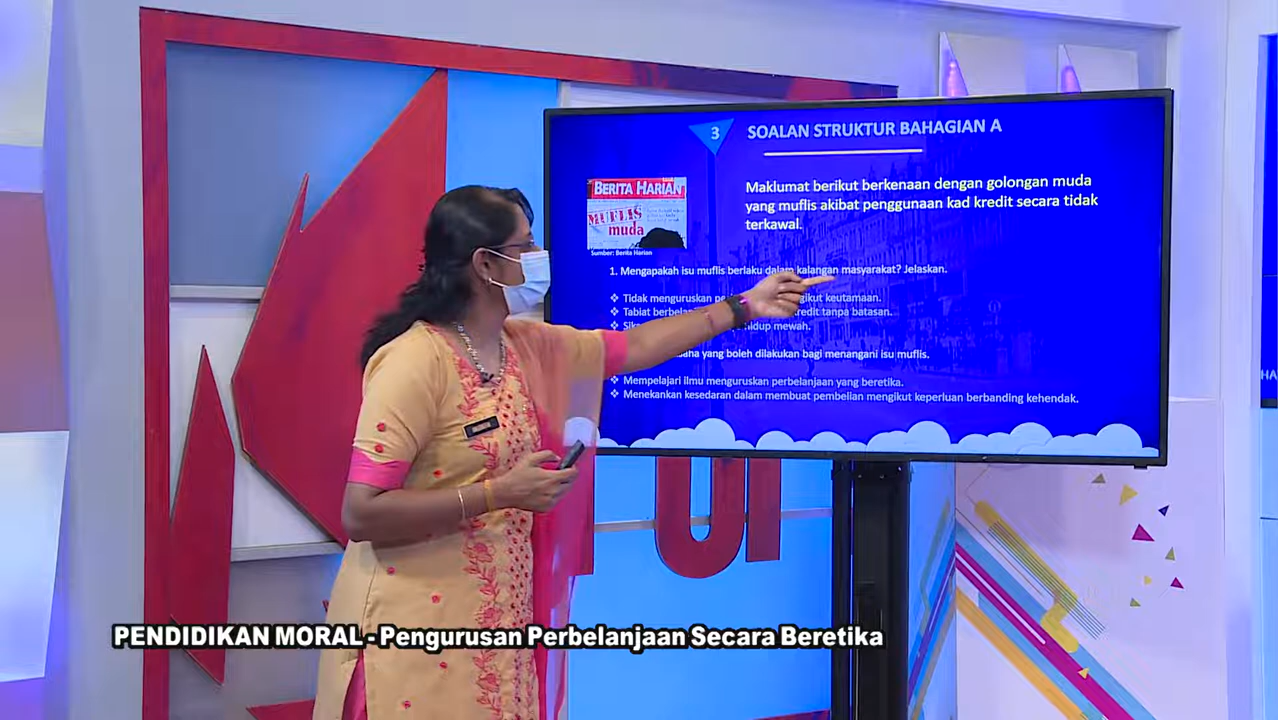 3
SOALAN STRUKTUR BAHAGIAN A
BERITA HARIAN
MUFLIS
muda
Sumber: Berita Harian
Maklumat berikut berkenaan dengan golongan muda
yang muflis akibat penggunaan kad kredit secara tidak
terkawal.
1. Mengapakah isu muflis berlaku dalam kalangan masyarakat? Jelaskan.
❖ Tidak menguruskan keutamaan.
❖ Tabiat kredit tanpa batasan.
❖ hidup mewah.
yang boleh dilakukan bagi menangani isu muflis.
❖ Mempelajari ilmu menguruskan perbelanjaan yang beretika.
❖ Menekankan kesedaran dalam membuat pembelian mengikut keperluan berbanding kehendak.
PENDIDIKAN MORAL - Pengurusan Perbelanjaan Secara Beretika